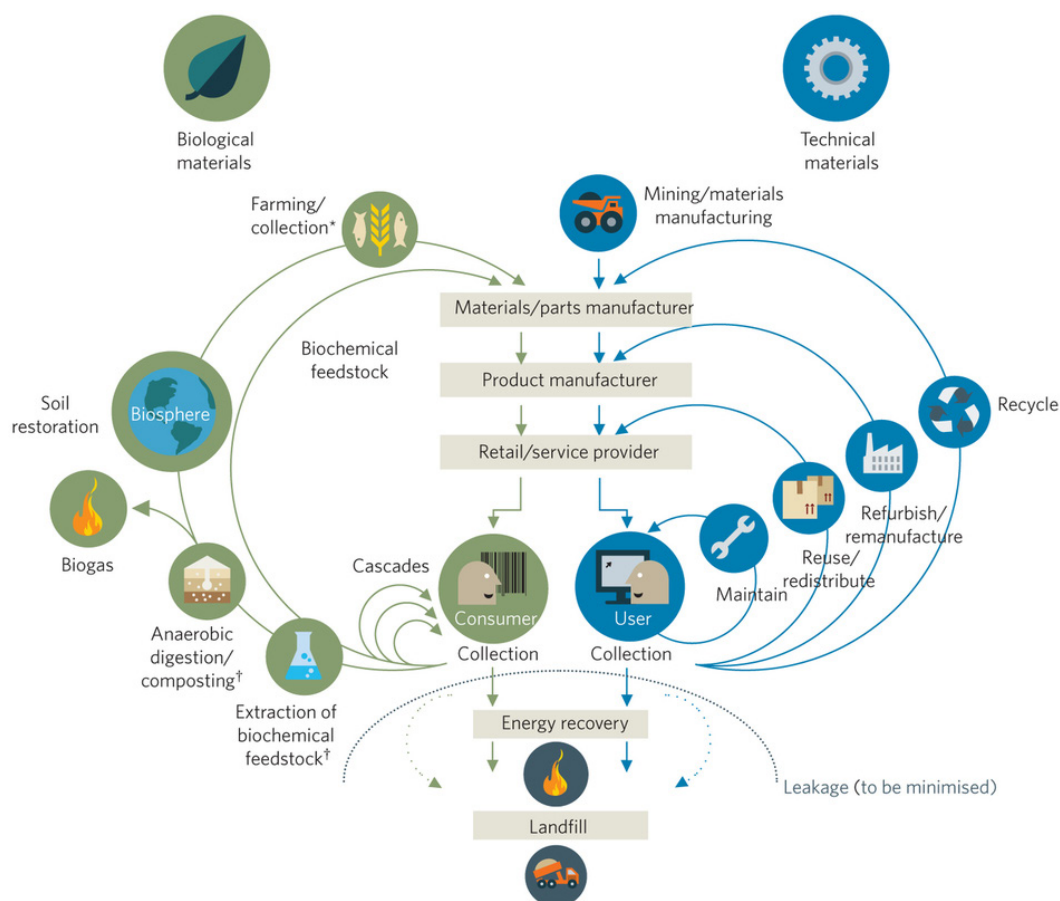 Biological
materials
Technical
materials
Farming/
collection*
Mining/materials
manufacturing
Materials/parts manufacturer
Biochemical
feedstock
Product manufacturer
Soil
restoration
Biosphere
Recycle
Retail/service provider
Refurbish/
remanufacture
Biogas
Reuse/
redistribute
Cascades
Maintain
Consumer
User
Anaerobic
digestion/
composting†
Collection
Collection
Extraction of
biochemical
feedstock†
Energy recovery
Leakage (to be minimised)
Landfill